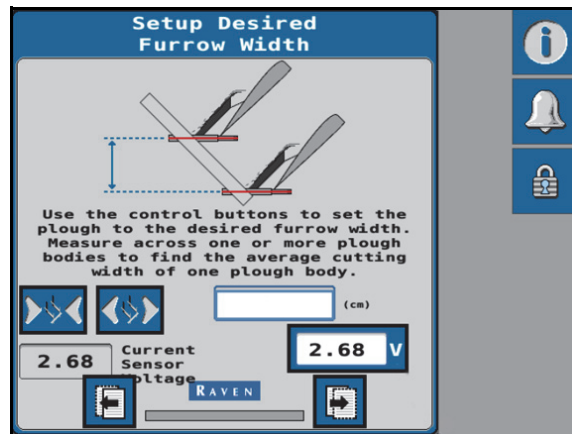 Setup Desired
Furrow Width
Use the control buttons to set the
plough to the desired furrow width.
Measure across one or more plough
bodies to find the average cutting
width of one plough body.
(cm)
2.68
Current
Sensor
Voltage
2.68 V
RAVEN